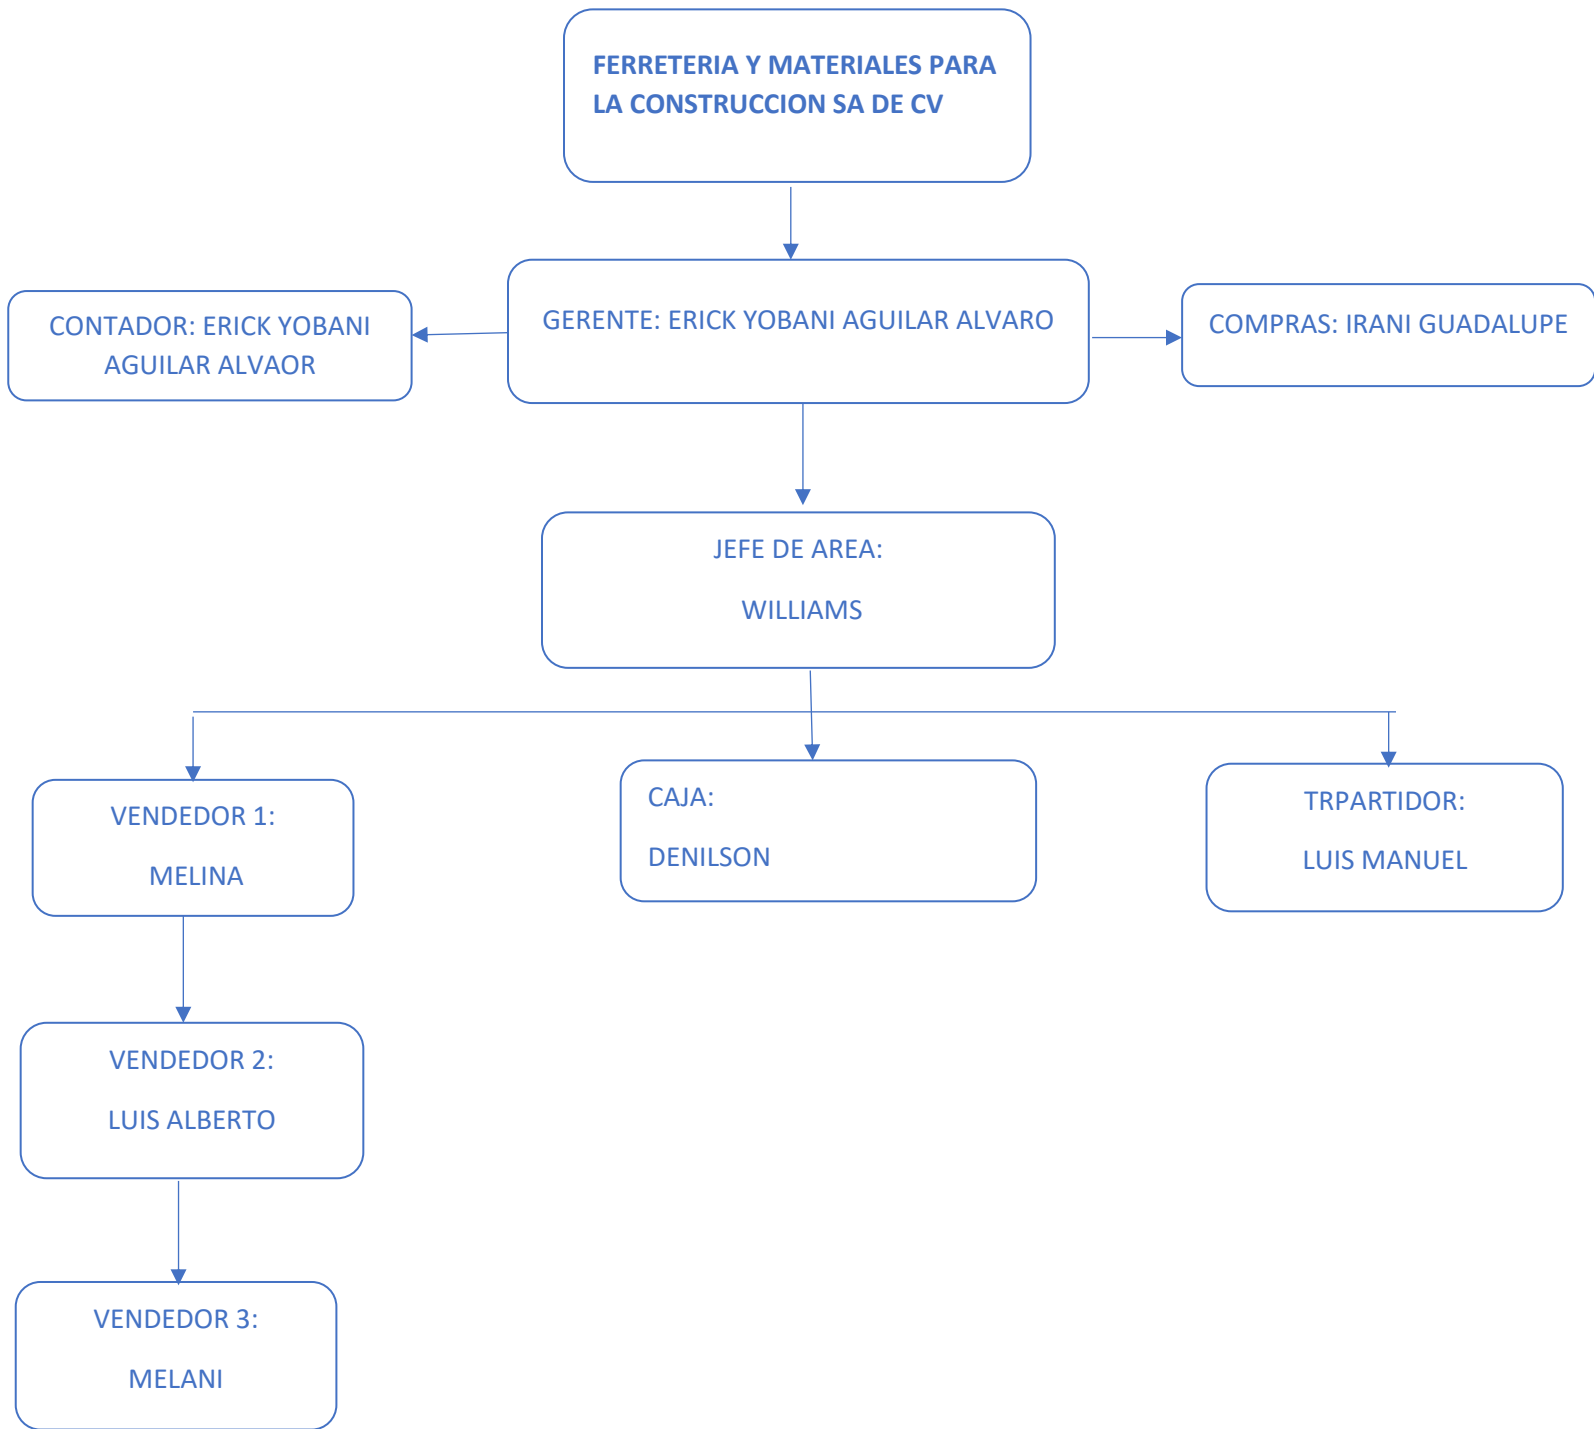 FERRETERIA Y MATERIALES PARA
LA CONSTRUCCION SA DE CV
CONTADOR: ERICK YOBANI
AGUILAR ALVAOR
GERENTE: ERICK YOBANI AGUILAR ALVARO
COMPRAS: IRANI GUADALUPE
JEFE DE AREA:
WILLIAMS
VENDEDOR 1:
MELINA
CAJA:
DENILSON
TRPARTIDOR:
LUIS MANUEL
VENDEDOR 2:
LUIS ALBERTO
VENDEDOR 3:
MELANI